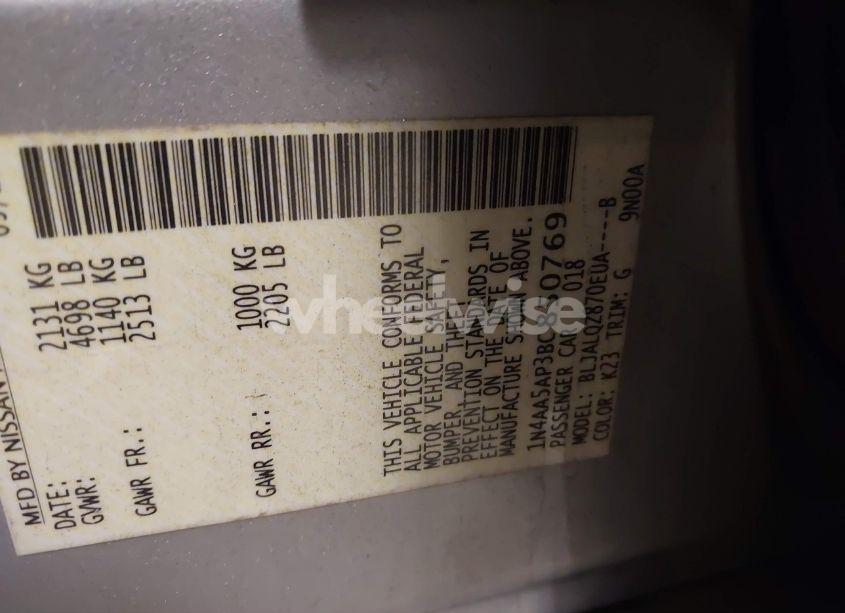 MFD BY NISSAN
DATE:
GVWR: 2131 KG
4698 LB
GAWR FR.: 1140 KG
2513 LB
GAWR RR.: 1000 KG
2205 LB
THIS VEHICLE CONFORMS TO
ALL APPLICABLE FEDERAL
MOTOR VEHICLE SAFETY,
BUMPER, AND THEFT
PREVENTION STANDARDS IN
EFFECT ON THE DATE OF
MANUFACTURE SHOWN ABOVE.
PASSENGER CAR 018
MODEL: BLJALQZ870EUA----B
COLOR: K23 TRIM: G 9N00A
wheelwise